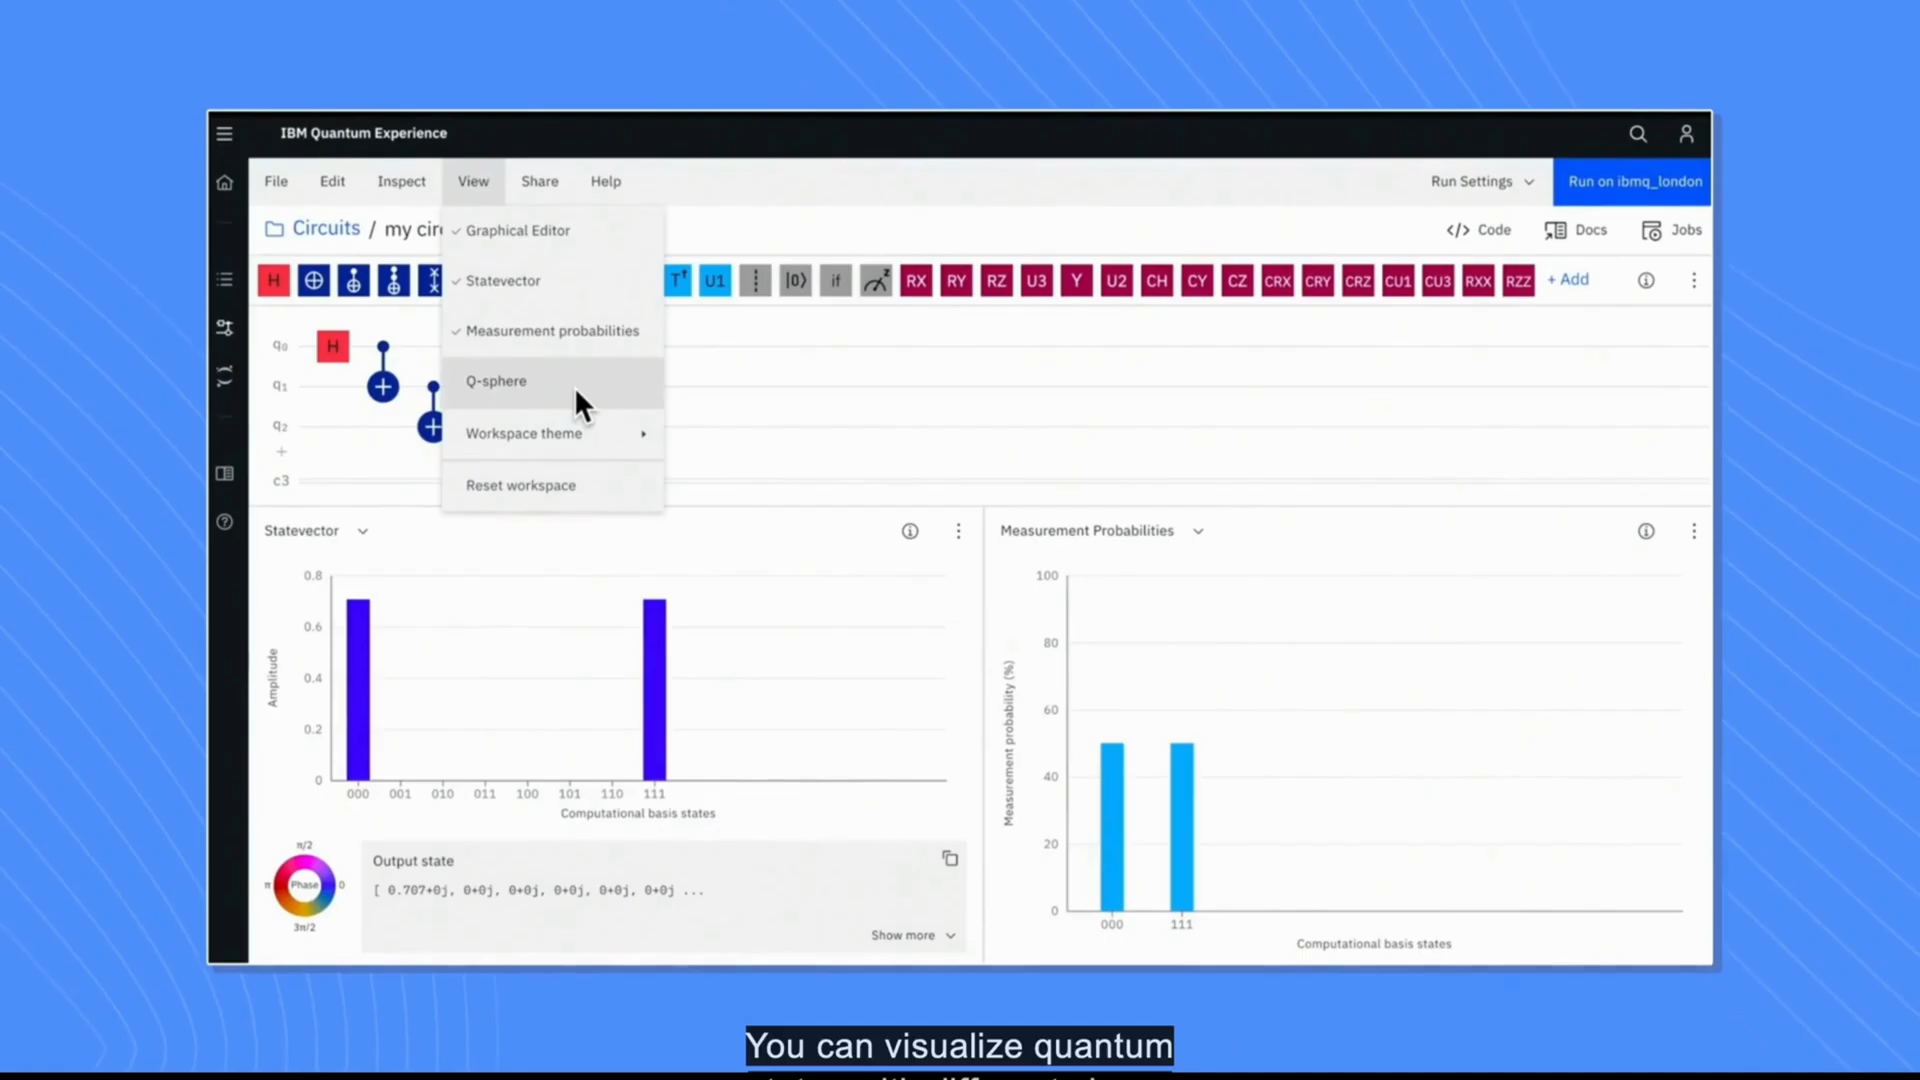 IBM Quantum Experience
File Edit Inspect View Share Help Run Settings Run on ibmq_london
Circuits / my cir
</> Code Docs Jobs
Graphical Editor
Statevector
Measurement probabilities
Q-sphere
Workspace theme
Reset workspace
H T† U1 |0⟩ if z RX RY RZ U3 Y U2 CH CY CZ CRX CRY CRZ CU1 CU3 RXX RZZ + Add
q0 H
q1
q2
+
c3
Statevector
Amplitude
0.8
0.6
0.4
0.2
0
000 001 010 011 100 101 110 111
Computational basis states
π/2
π Phase 0
3π/2
Output state
[ 0.707+0j, 0+0j, 0+0j, 0+0j, 0+0j, 0+0j ...
Show more
Measurement Probabilities
Measurement probability (%)
100
80
60
40
20
0
000 111
Computational basis states
You can visualize quantum